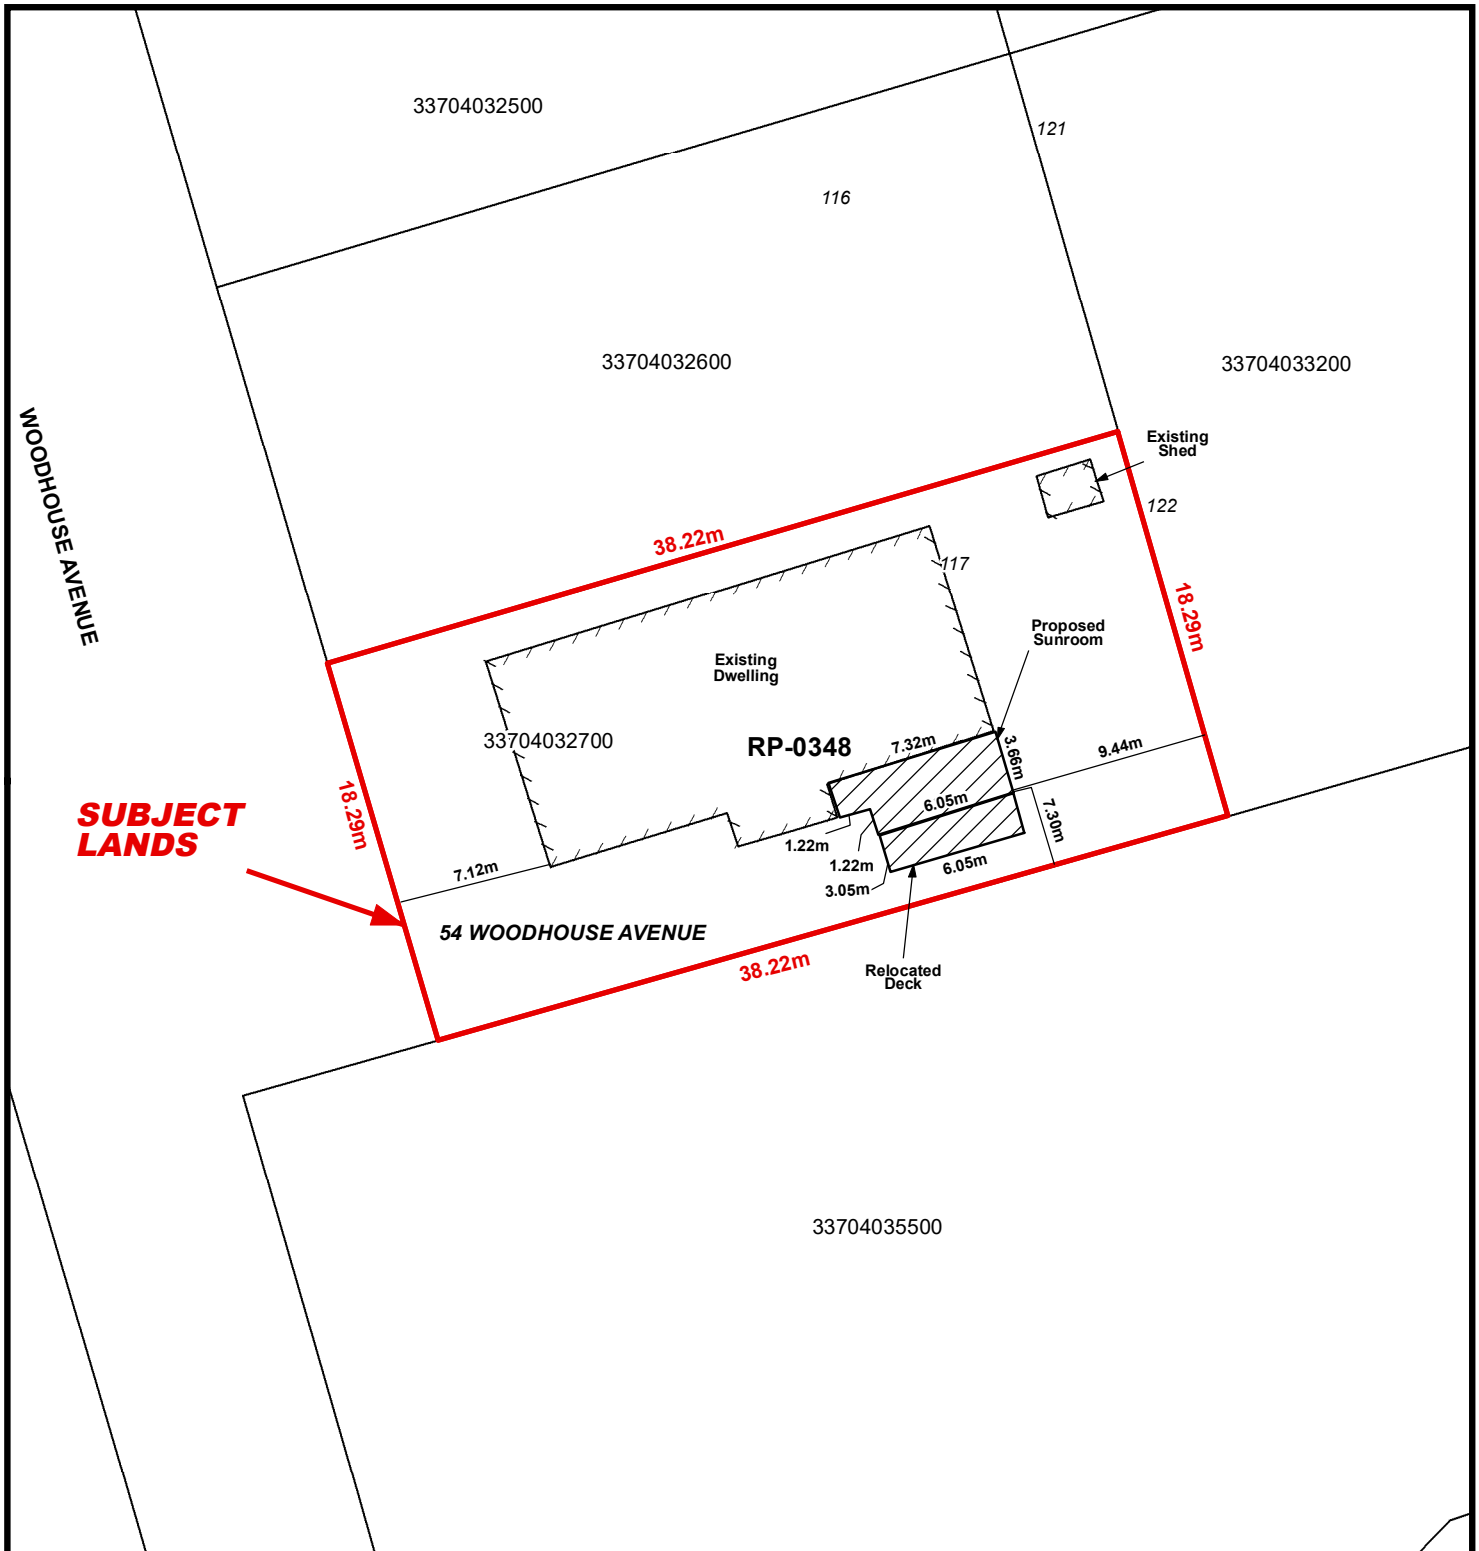 33704032500
121
116
33704032600
33704033200
WOODHOUSE AVENUE
Existing
Shed
122
38.22m
117
18.29m
Proposed
Sunroom
Existing
Dwelling
33704032700
RP-0348
7.32m
3.66m
9.44m
18.29m
SUBJECT
LANDS
6.05m
7.30m
1.22m
1.22m
6.05m
7.12m
3.05m
54 WOODHOUSE AVENUE
38.22m
Relocated
Deck
33704035500